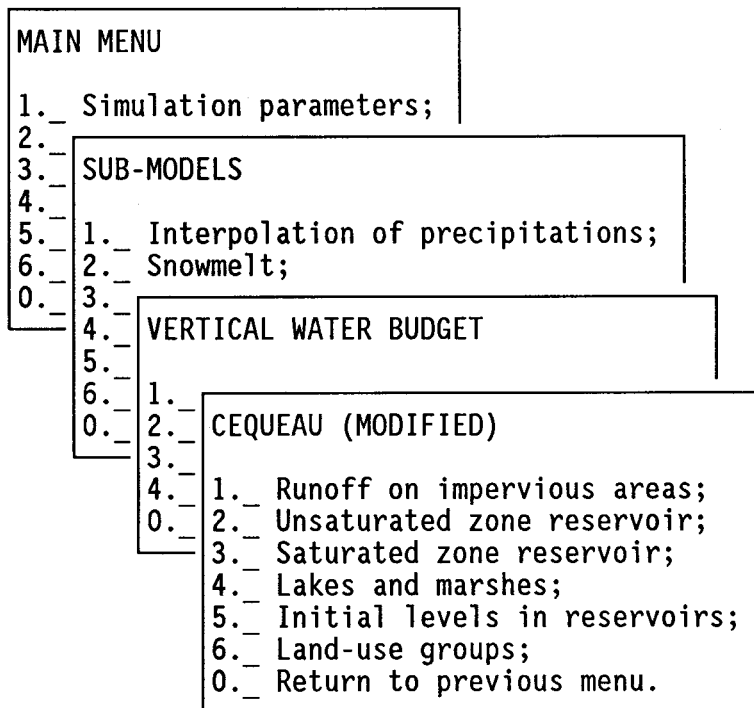 MAIN MENU
1._ Simulation parameters;
2._
3._
4._
5._
6._
0._
SUB-MODELS
1._ Interpolation of precipitations;
2._ Snowmelt;
3._
4._
5._
6._
0._
VERTICAL WATER BUDGET
1._
2._
3._
4._
0._
CEQUEAU (MODIFIED)
1._ Runoff on impervious areas;
2._ Unsaturated zone reservoir;
3._ Saturated zone reservoir;
4._ Lakes and marshes;
5._ Initial levels in reservoirs;
6._ Land-use groups;
0._ Return to previous menu.